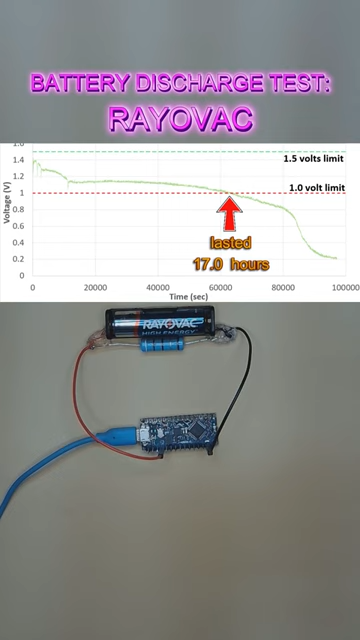 BATTERY DISCHARGE TEST:
RAYOVAC
1.6
1.4
1.2
1
0.8
0.6
0.4
0.2
0
Voltage (V)
1.5 volts limit
1.0 volt limit
lasted
17.0 hours
0
20000
40000
60000
80000
100000
Time (sec)
RAYOVAC
HIGH ENERGY